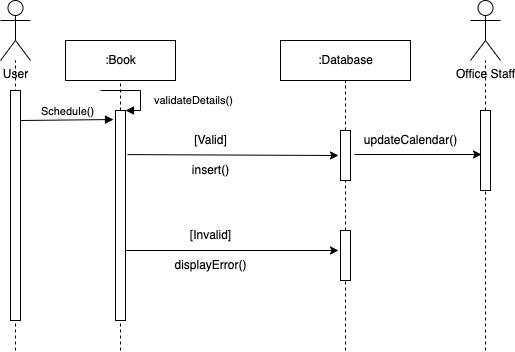 :Book
:Database
User
Office Staff
validateDetails()
Schedule()
[Valid]
updateCalendar()
insert()
[Invalid]
displayError()